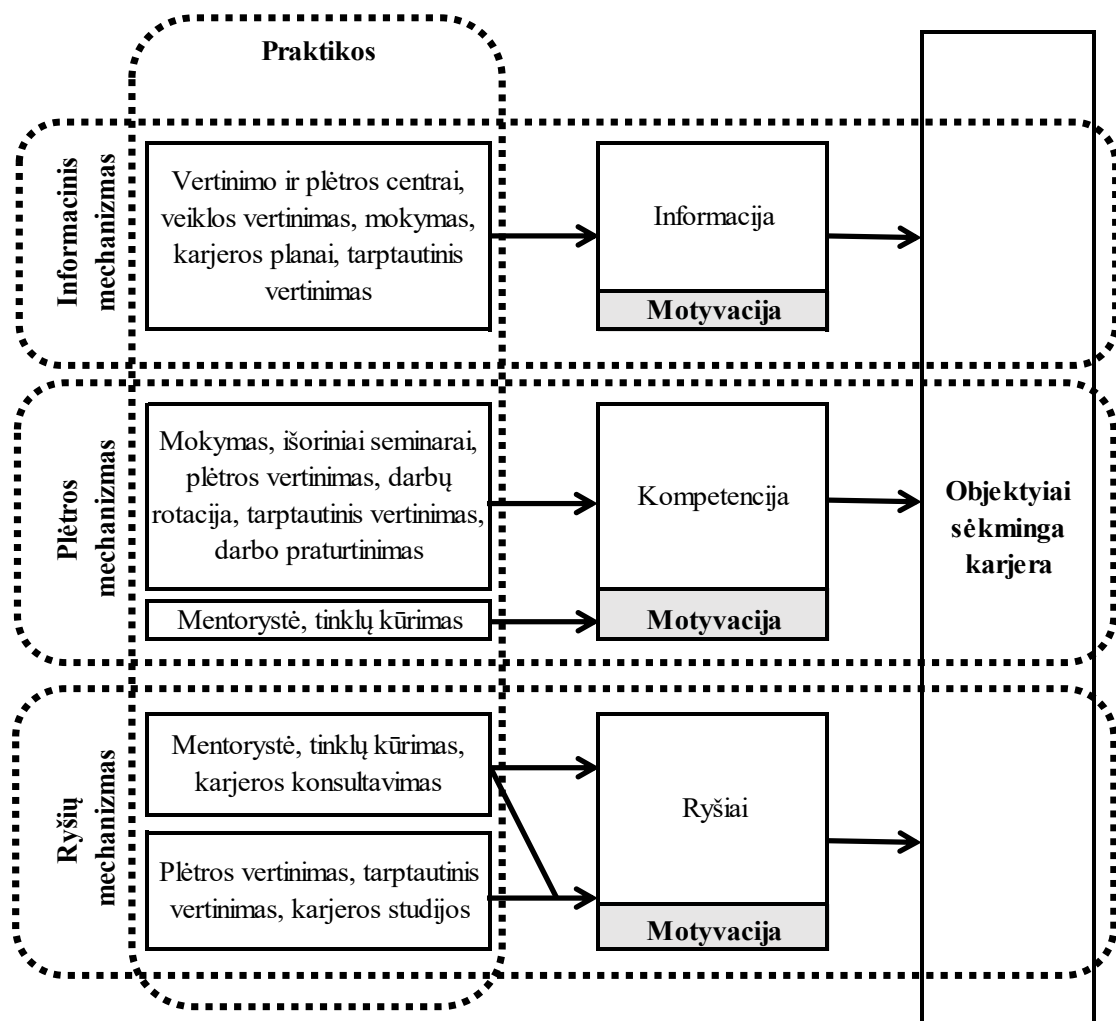 Praktikos
Informacinis
mechanizmas
Vertinimo ir plėtros centrai,
veiklos vertinimas, mokymas,
karjeros planai, tarptautinis
vertinimas
Informacija
Motyvacija
Plėtros
mechanizmas
Mokymas, išoriniai seminarai,
plėtros vertinimas, darbų
rotacija, tarptautinis vertinimas,
darbo praturtinimas
Mentorystė, tinklų kūrimas
Kompetencija
Motyvacija
Objektyiai
sėkminga
karjera
Ryšių
mechanizmas
Mentorystė, tinklų kūrimas,
karjeros konsultavimas
Plėtros vertinimas, tarptautinis
vertinimas, karjeros studijos
Ryšiai
Motyvacija